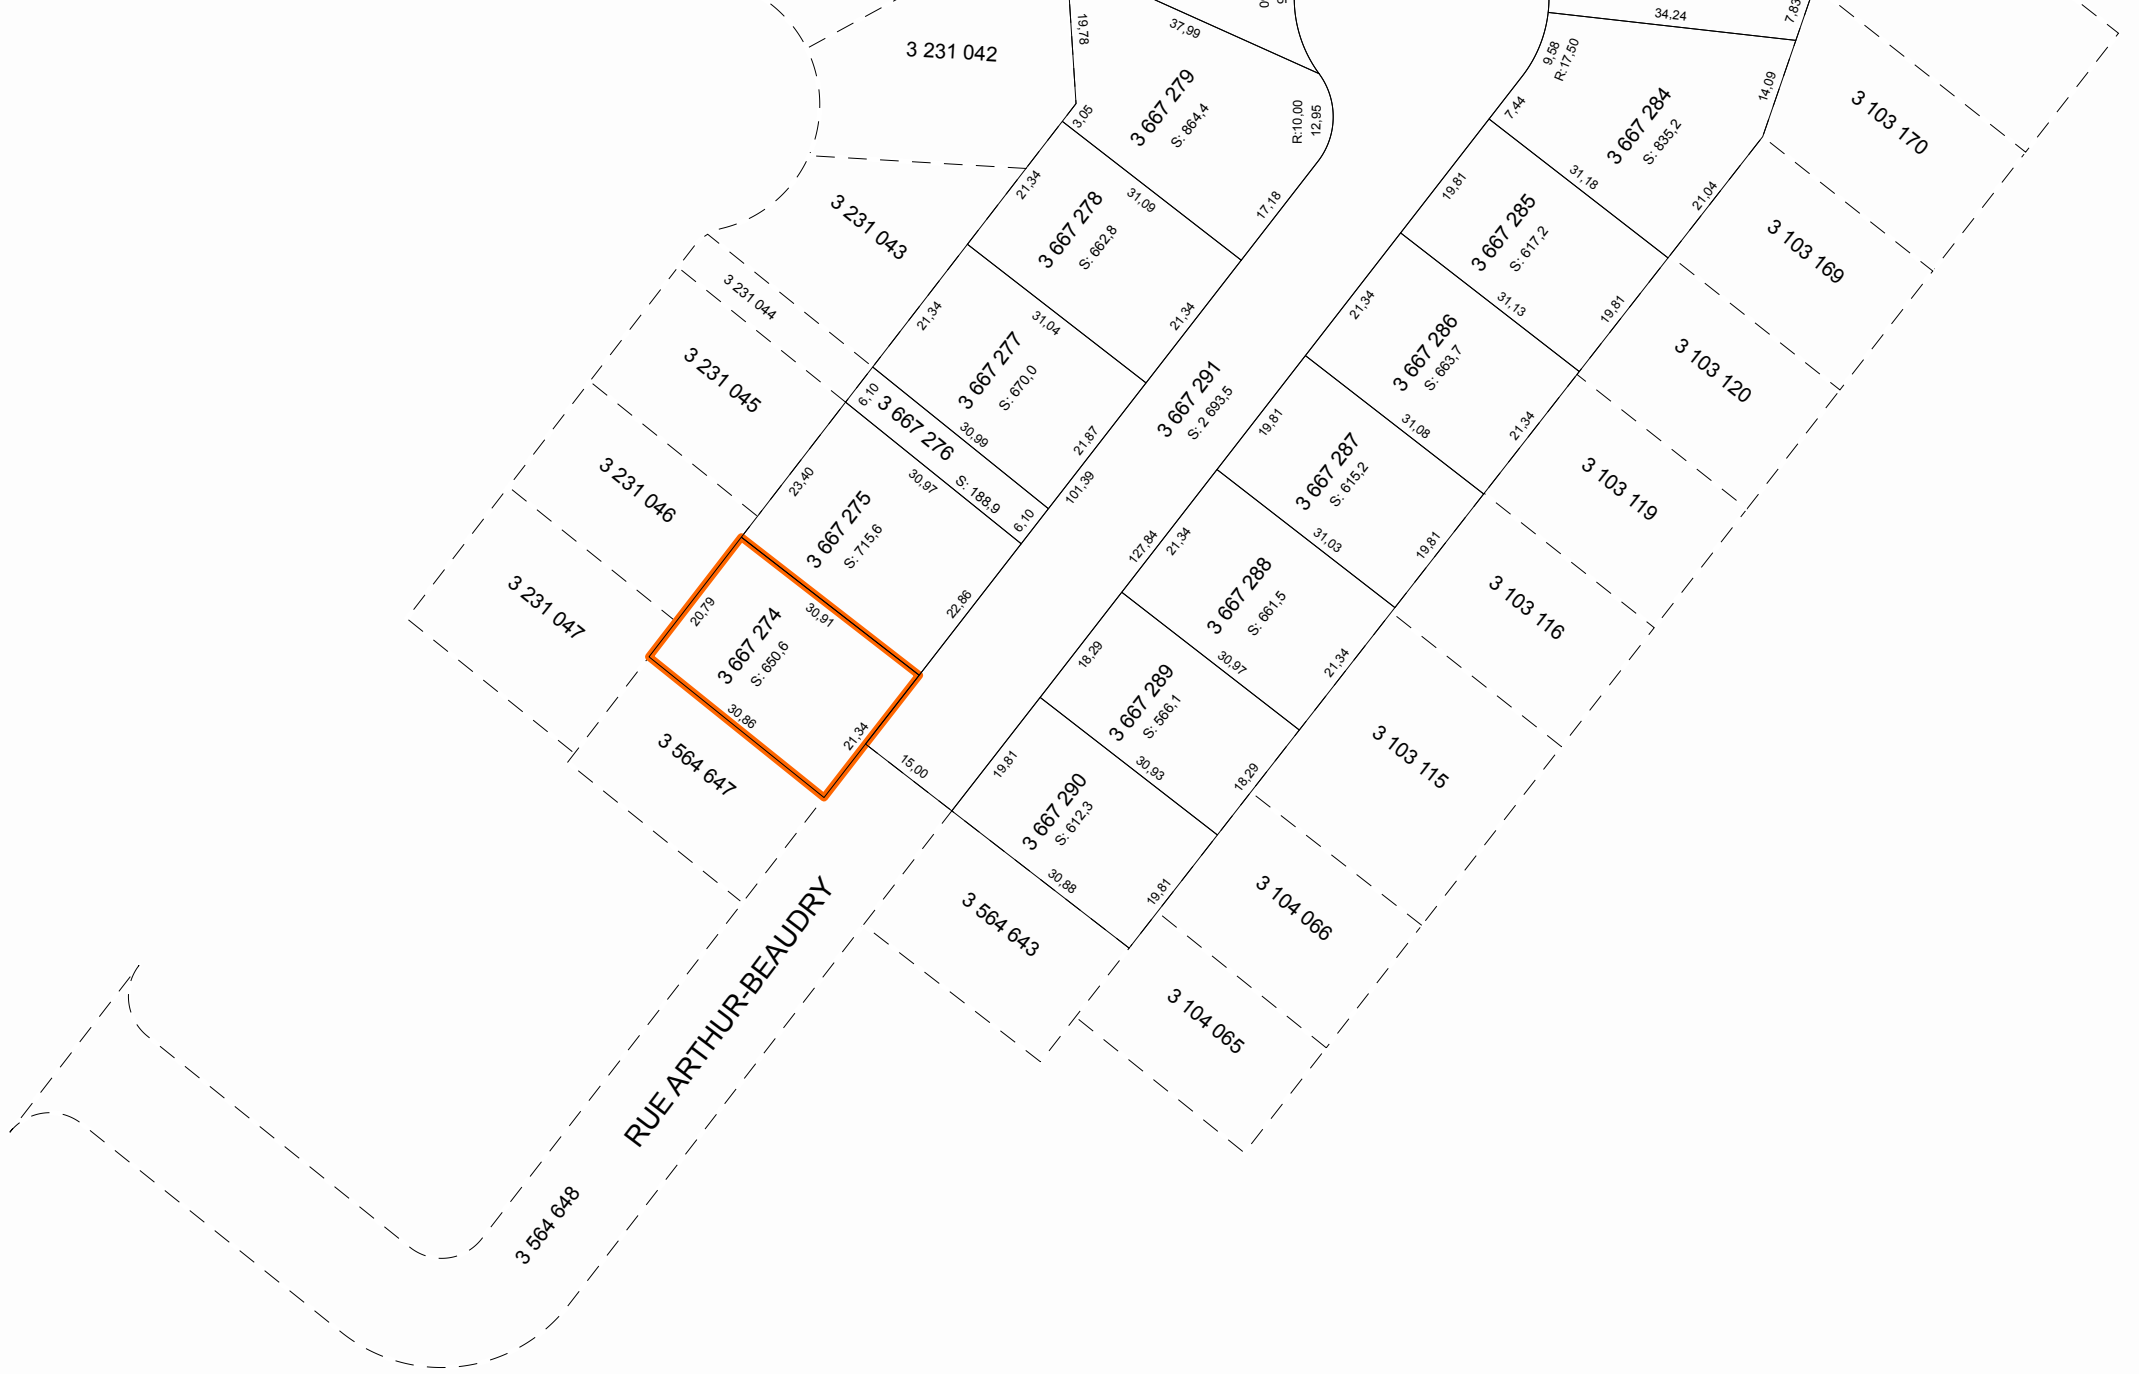 19,78
37,99
34,24
7,83
3 231 042
3 667 279
S: 864,4
3,05
R:10,00
12,95
9,58
R:17,50
7,44
3 667 284
S: 835,2
14,09
3 103 170
3 231 043
21,34
3 667 278
S: 662,8
31,09
17,18
19,81
31,18
21,04
3 667 285
S: 617,2
3 103 169
3 231 044
21,34
3 667 277
S: 670,0
31,04
21,34
21,34
31,13
19,81
3 667 286
S: 663,7
3 103 120
3 231 045
6,10
3 667 276
S: 188,9
30,99
21,87
3 667 291
S: 2 693,5
19,81
31,08
21,34
3 667 287
S: 615,2
3 103 119
3 231 046
23,40
3 667 275
S: 715,6
30,97
6,10
101,39
127,84
21,34
31,03
19,81
3 667 288
S: 661,5
3 103 116
3 231 047
20,79
3 667 274
S: 650,6
30,91
22,86
18,29
30,97
21,34
3 667 289
S: 566,1
3 103 115
3 564 647
30,86
21,34
15,00
19,81
30,93
18,29
3 667 290
S: 612,3
30,88
19,81
3 564 643
3 104 066
3 104 065
RUE ARTHUR-BEAUDRY
3 564 648